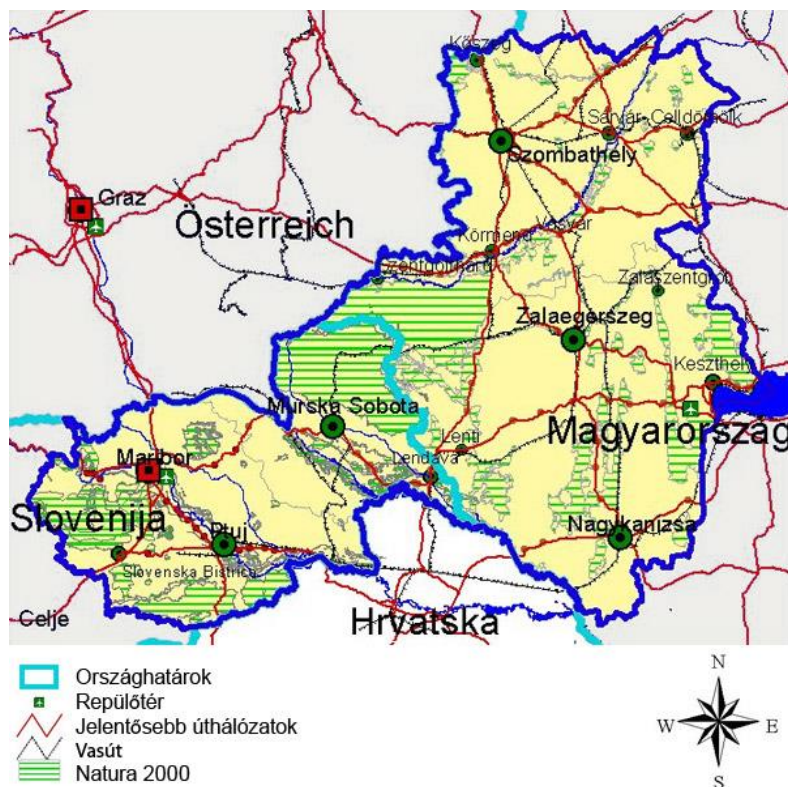 Kőszeg
Sárvár
Celldömölk
Szombathely
Graz
Österreich
Vasvár
Körmend
Szentgotthárd
Zalaszentgrót
Zalaegerszeg
Keszthely
Murska Sobota
Magyarország
Lenti
Maribor
Lendava
Slovenija
Ptuj
Nagykanizsa
Slovenska Bistrica
Celje
Hrvatska
Országhatárok
Repülőtér
Jelentősebb úthálózatok
Vasút
Natura 2000
N
W
E
S